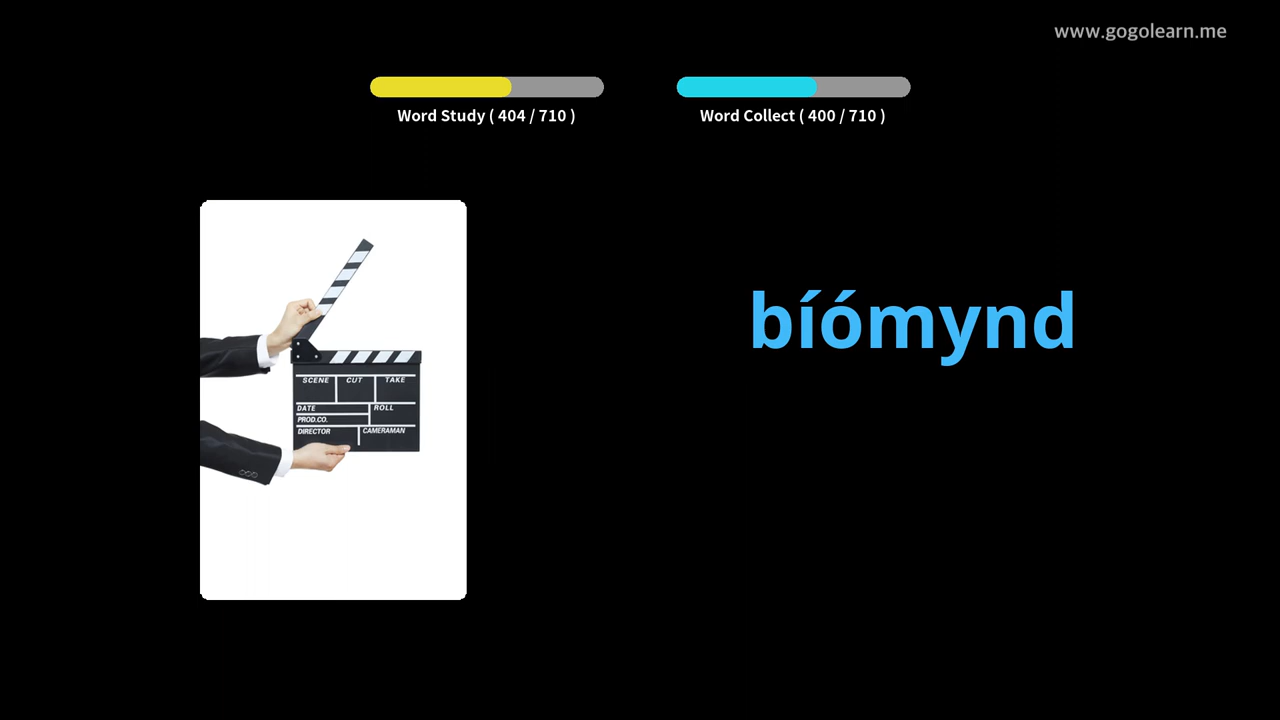 www.gogolearn.me
Word Study ( 404 / 710 )
Word Collect ( 400 / 710 )
bíómynd
SCENE CUT TAKE
DATE ROLL
PROD.CO.
DIRECTOR CAMERAMAN